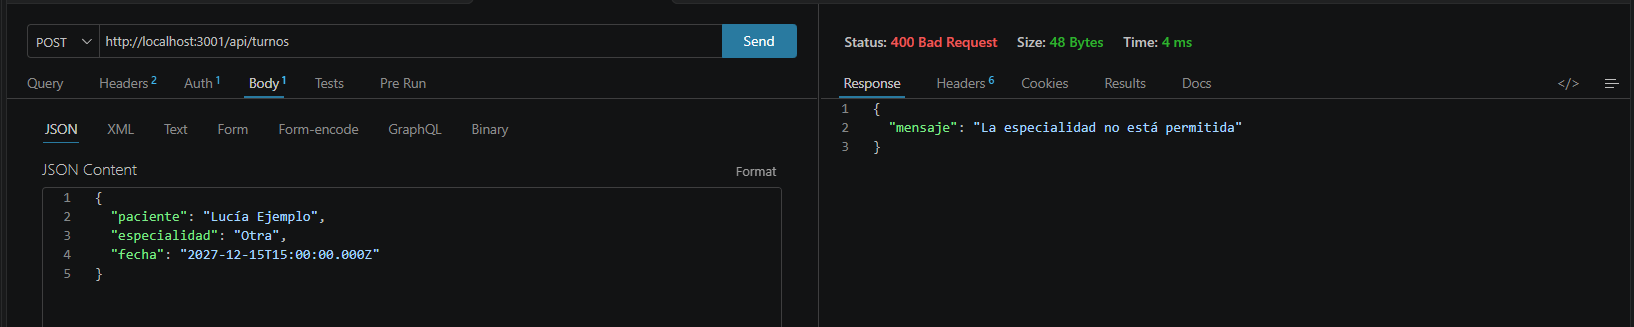 POST http://localhost:3001/api/turnos Send
Query Headers 2 Auth 1 Body 1 Tests Pre Run
JSON XML Text Form Form-encode GraphQL Binary
JSON Content Format
1 {
2 "paciente": "Lucía Ejemplo",
3 "especialidad": "Otra",
4 "fecha": "2027-12-15T15:00:00.000Z"
5 }
Status: 400 Bad Request Size: 48 Bytes Time: 4 ms
Response Headers 6 Cookies Results Docs </>
1 {
2 "mensaje": "La especialidad no está permitida"
3 }